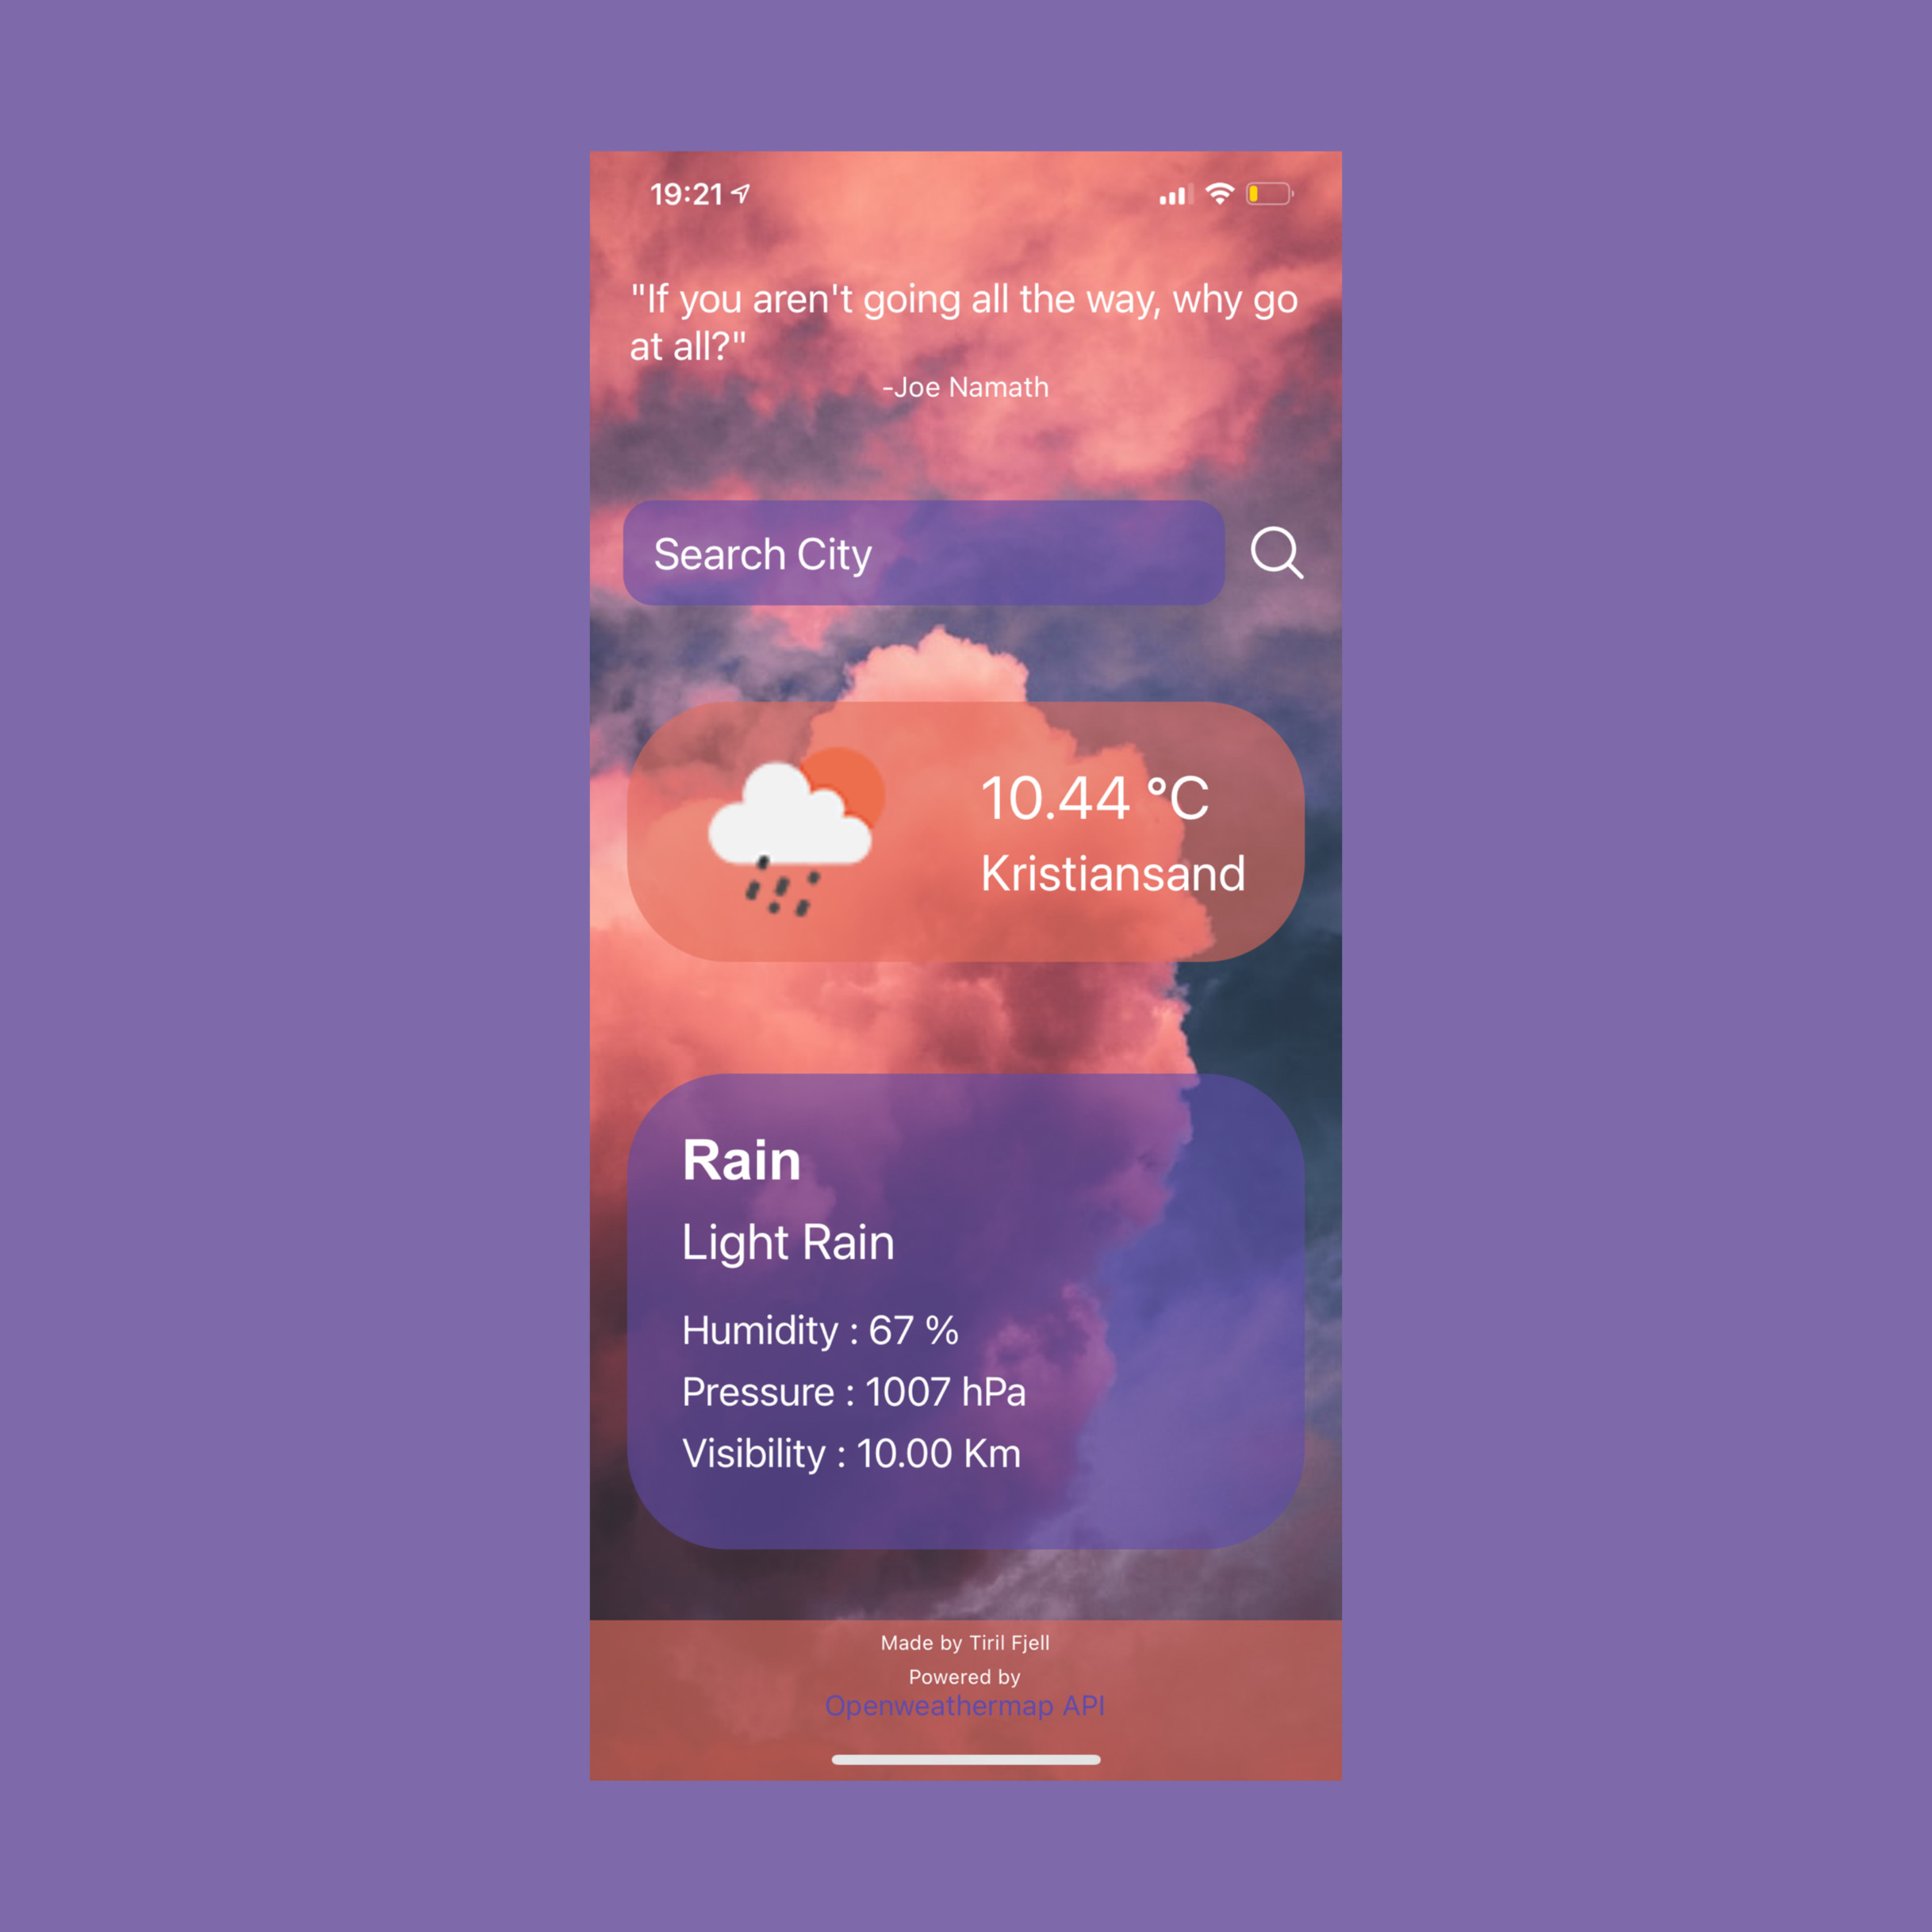 19:21
"If you aren't going all the way, why go
at all?"
-Joe Namath
Search City
10.44 °C
Kristiansand
Rain
Light Rain
Humidity : 67 %
Pressure : 1007 hPa
Visibility : 10.00 Km
Made by Tiril Fjell
Powered by
Openweathermap API